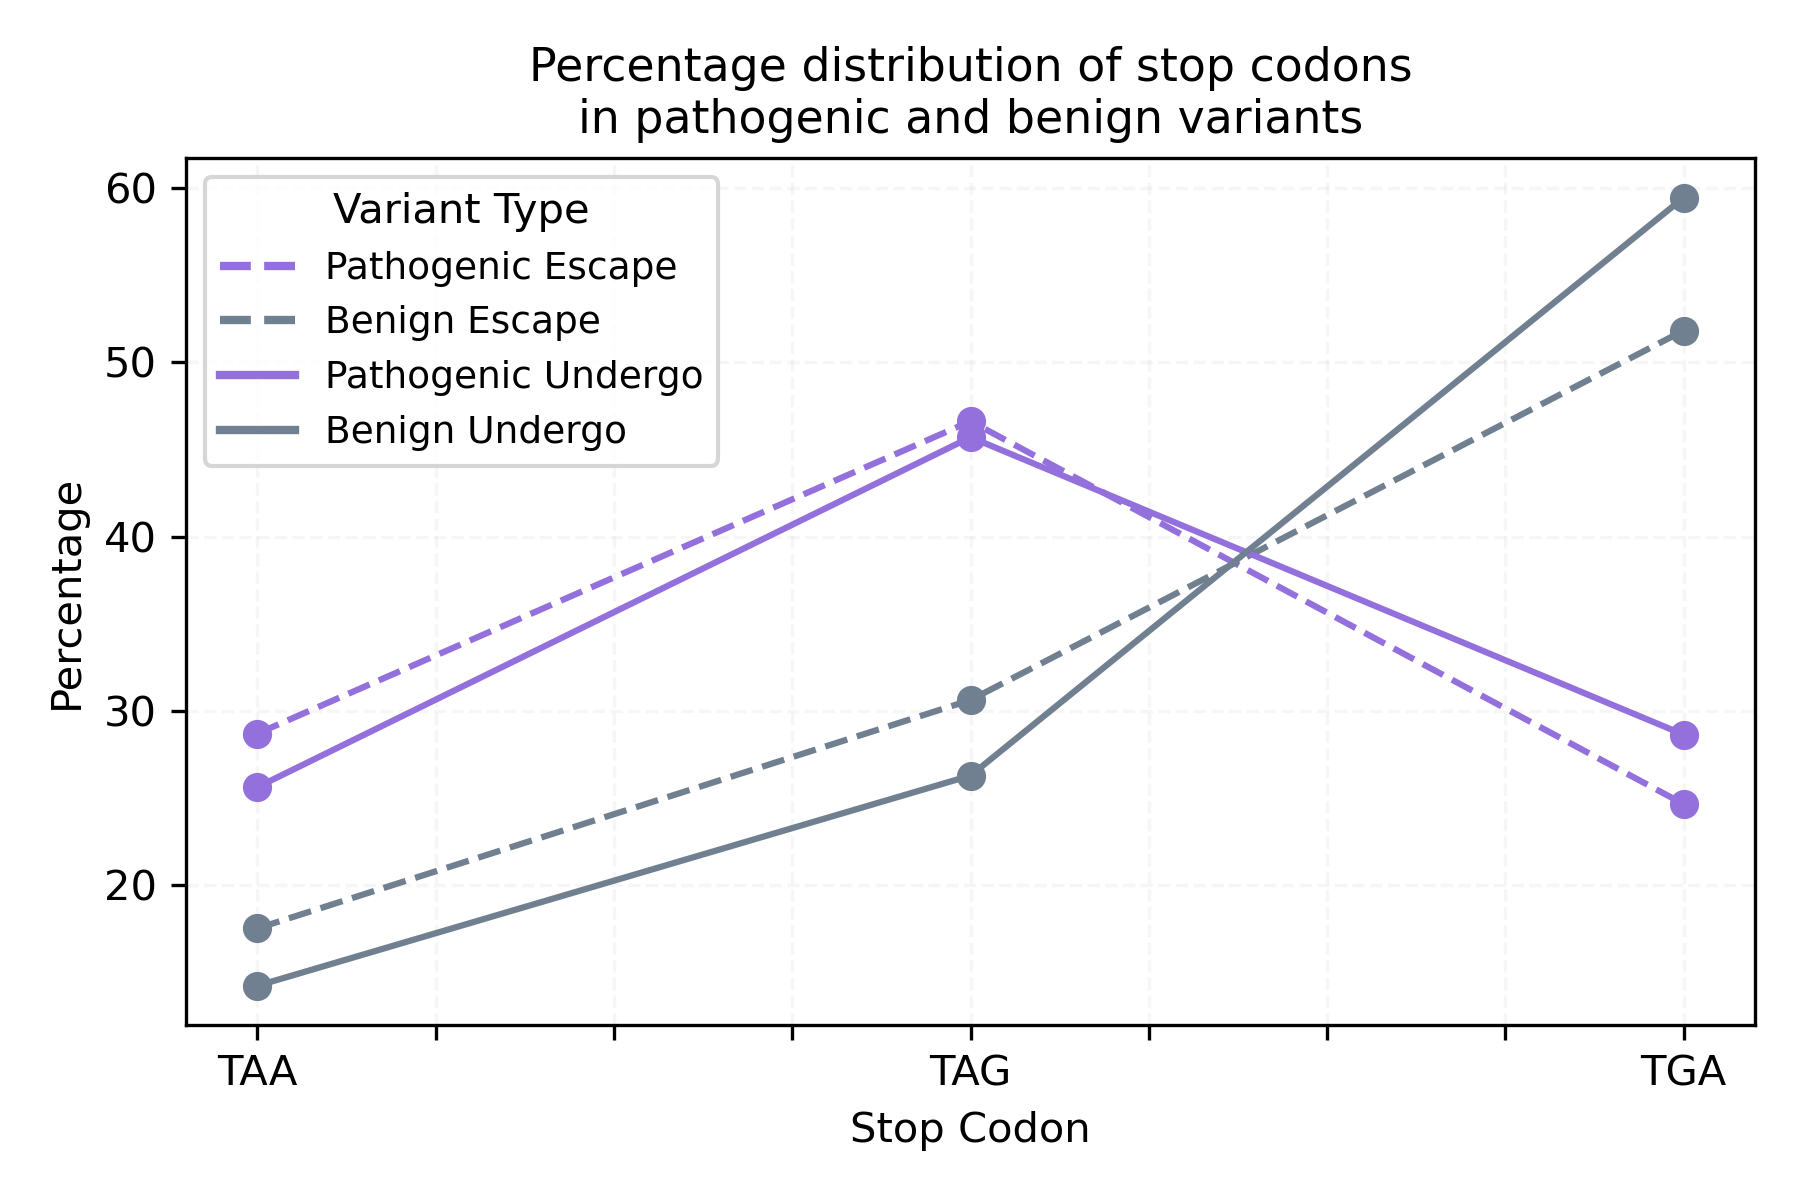 Percentage distribution of stop codons
in pathogenic and benign variants
60
50
40
30
20
Percentage
Variant Type
Pathogenic Escape
Benign Escape
Pathogenic Undergo
Benign Undergo
TAA
TAG
TGA
Stop Codon